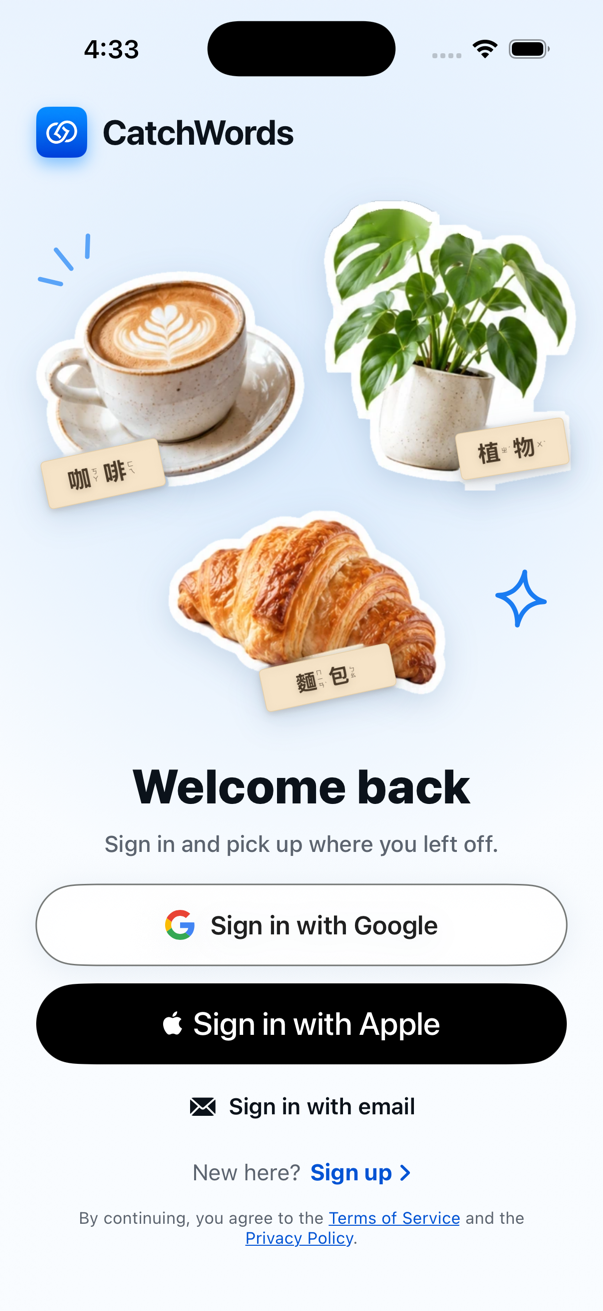 4:33
CatchWords
咖啡
植物
麵包
Welcome back
Sign in and pick up where you left off.
Sign in with Google
Sign in with Apple
Sign in with email
New here? Sign up
By continuing, you agree to the Terms of Service and the
Privacy Policy.